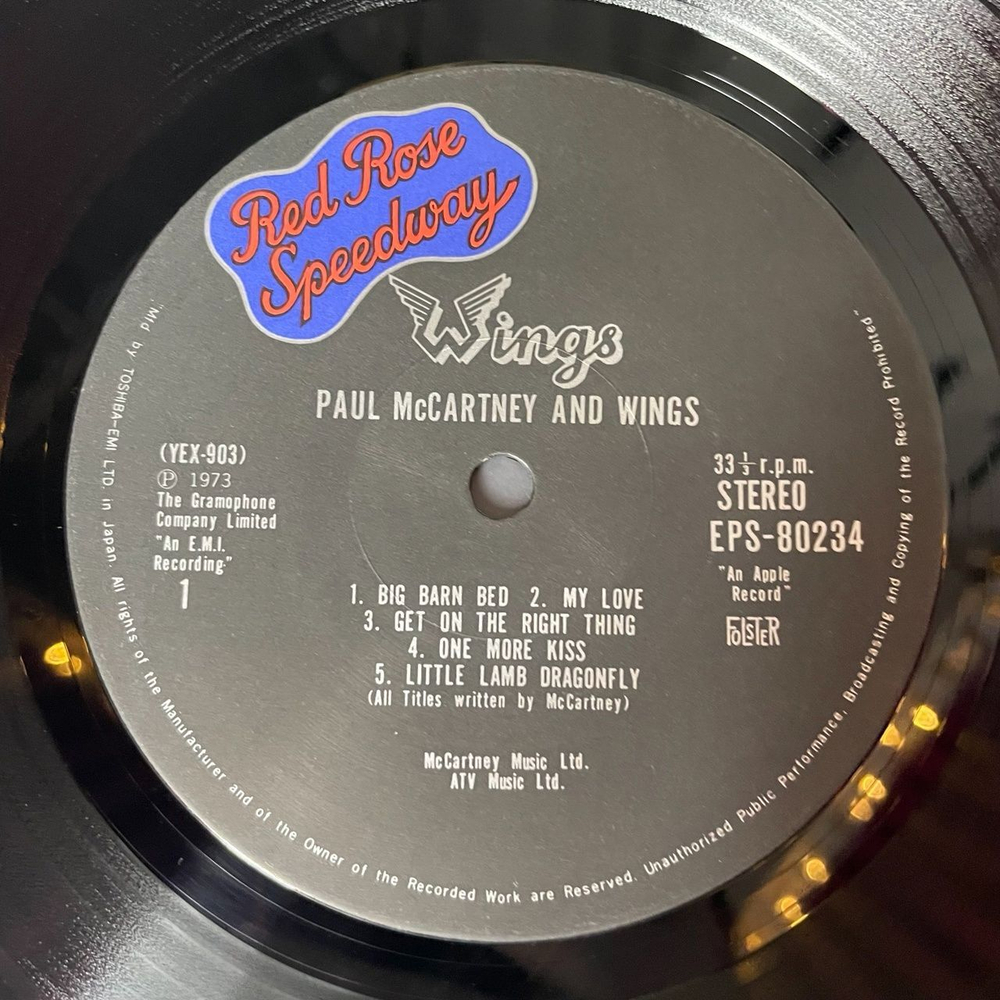 Red Rose
Speedway
Wings
PAUL McCARTNEY AND WINGS
(YEX-903)
Ⓟ 1973
The Gramophone
Company Limited
"An E.M.I.
Recording"
1
33 1/3 r.p.m.
STEREO
EPS-80234
"An Apple
Record"
FOLSTER
1. BIG BARN BED 2. MY LOVE
3. GET ON THE RIGHT THING
4. ONE MORE KISS
5. LITTLE LAMB DRAGONFLY
(All Titles written by McCartney)
McCartney Music Ltd.
ATV Music Ltd.
"Mfd by TOSHIBA-EMI LTD in Japan. All rights of the Manufacturer and of the Owner of the Recorded Work are Reserved. Unauthorized Public Performance. Broadcasting and Copying of the Record Prohibited"